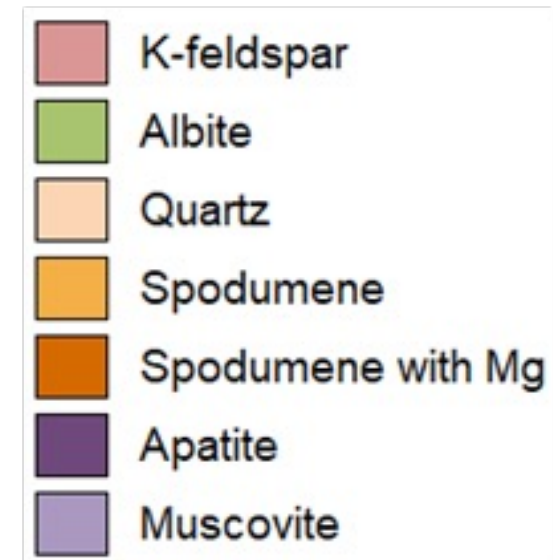 K-feldspar
Albite
Quartz
Spodumene
Spodumene with Mg
Apatite
Muscovite